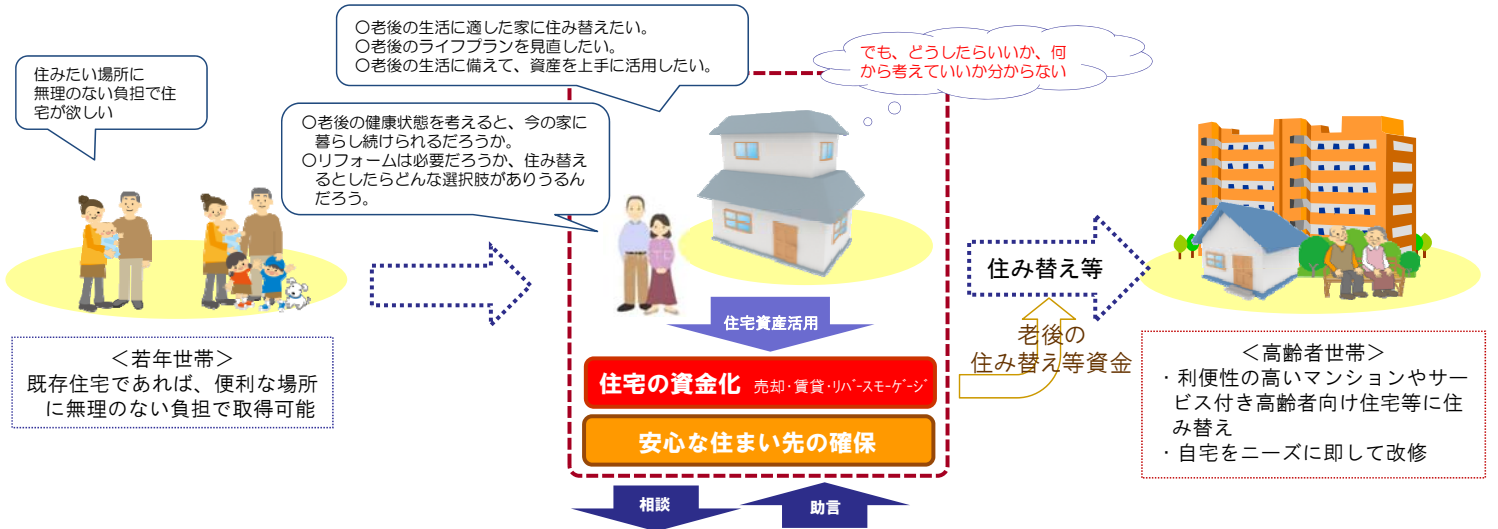 住みたい場所に
無理のない負担で住
宅が欲しい
〇老後の生活に適した家に住み替えたい。
〇老後のライフプランを見直したい。
〇老後の生活に備えて、資産を上手に活用したい。
でも、どうしたらいいか、何
から考えていいか分からない
〇老後の健康状態を考えると、今の家に
暮らし続けられるだろうか。
〇リフォームは必要だろうか、住み替え
るとしたらどんな選択肢がありうるん
だろう。
住み替え等
住宅資産活用
老後の
住み替え等資金
<若年世帯>
既存住宅であれば、便利な場所
に無理のない負担で取得可能
住宅の資金化 売却・賃貸・ﾘﾊﾞｰｽﾓｰｹﾞｰｼﾞ
安心な住まい先の確保
<高齢者世帯>
・利便性の高いマンションやサー
ビス付き高齢者向け住宅等に住
み替え
・自宅をニーズに即して改修
相談
助言